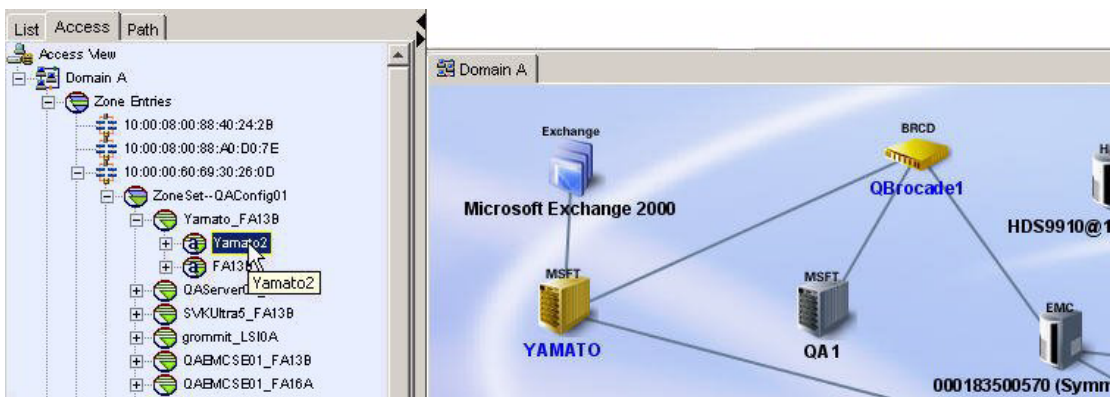 List Access Path
Access View
Domain A
Zone Entries
10:00:08:00:88:40:24:2B
10:00:08:00:88:A0:D0:7E
10:00:00:60:69:30:26:0D
ZoneSet--QAConfig01
Yamato_FA13B
Yamato2
FA13
Yamato2
SVKUltra5_FA13B
grommit_LSI0A
QAEMCSE01_FA13B
QAEMCSE01_FA16A
Domain A
Exchange
Microsoft Exchange 2000
BRCD
QBrocade1
HDS9910@1
MSFT
YAMATO
MSFT
QA1
EMC
000183500570 (Symm